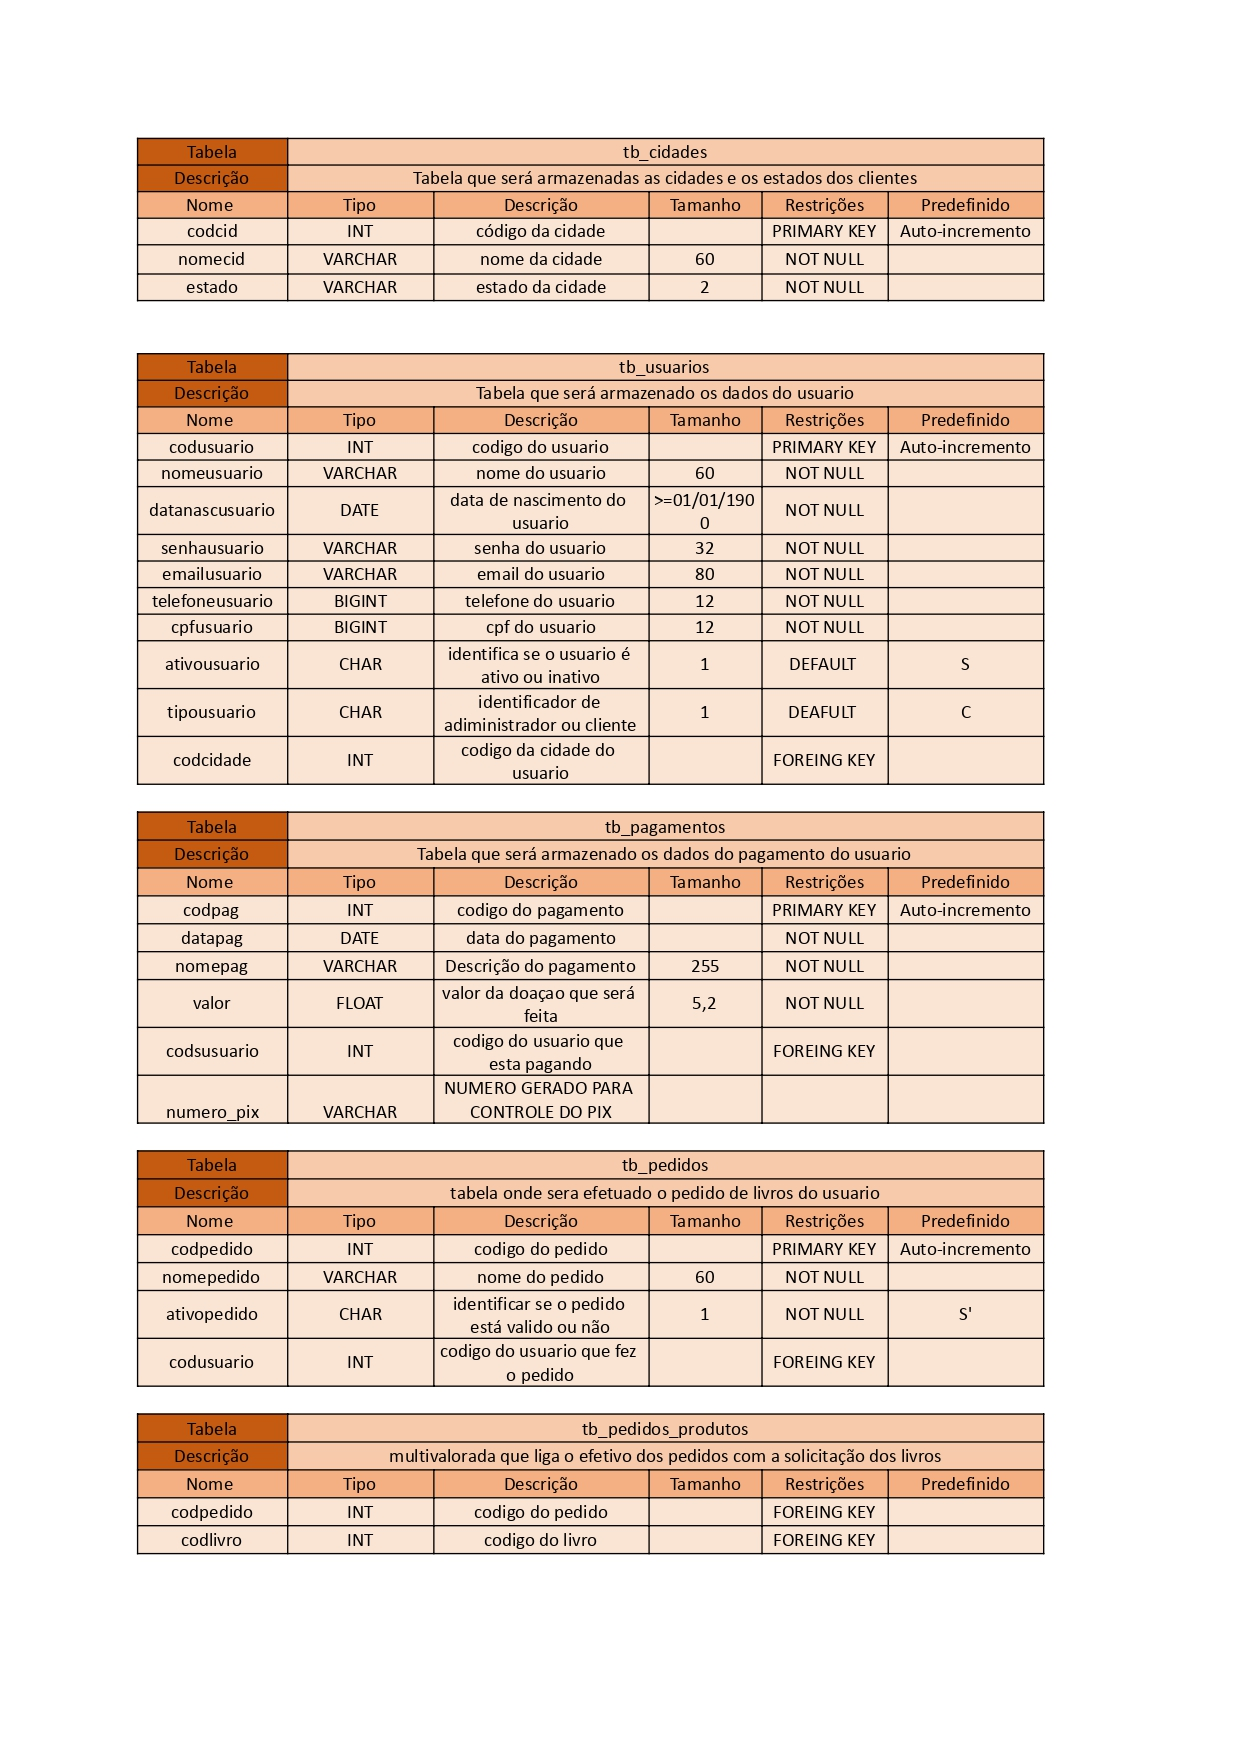 Tabela tb_cidades
Descrição Tabela que será armazenadas as cidades e os estados dos clientes
Nome Tipo Descrição Tamanho Restrições Predefinido
codcid INT código da cidade PRIMARY KEY Auto-incremento
nomecid VARCHAR nome da cidade 60 NOT NULL
estado VARCHAR estado da cidade 2 NOT NULL
Tabela tb_usuarios
Descrição Tabela que será armazenado os dados do usuario
Nome Tipo Descrição Tamanho Restrições Predefinido
codusuario INT codigo do usuario PRIMARY KEY Auto-incremento
nomeusuario VARCHAR nome do usuario 60 NOT NULL
datanascusuario DATE data de nascimento do usuario >=01/01/1900 NOT NULL
senhausuario VARCHAR senha do usuario 32 NOT NULL
emailusuario VARCHAR email do usuario 80 NOT NULL
telefoneusuario BIGINT telefone do usuario 12 NOT NULL
cpfusuario BIGINT cpf do usuario 12 NOT NULL
ativousuario CHAR identifica se o usuario é ativo ou inativo 1 DEFAULT S
tipousuario CHAR identificador de adiministrador ou cliente 1 DEAFULT C
codcidade INT codigo da cidade do usuario FOREING KEY
Tabela tb_pagamentos
Descrição Tabela que será armazenado os dados do pagamento do usuario
Nome Tipo Descrição Tamanho Restrições Predefinido
codpag INT codigo do pagamento PRIMARY KEY Auto-incremento
datapag DATE data do pagamento NOT NULL
nomepag VARCHAR Descrição do pagamento 255 NOT NULL
valor FLOAT valor da doaçao que será feita 5,2 NOT NULL
codsusuario INT codigo do usuario que esta pagando FOREING KEY
numero_pix VARCHAR NUMERO GERADO PARA CONTROLE DO PIX
Tabela tb_pedidos
Descrição tabela onde sera efetuado o pedido de livros do usuario
Nome Tipo Descrição Tamanho Restrições Predefinido
codpedido INT codigo do pedido PRIMARY KEY Auto-incremento
nomepedido VARCHAR nome do pedido 60 NOT NULL
ativopedido CHAR identificar se o pedido está valido ou não 1 NOT NULL S'
codusuario INT codigo do usuario que fez o pedido FOREING KEY
Tabela tb_pedidos_produtos
Descrição multivalorada que liga o efetivo dos pedidos com a solicitação dos livros
Nome Tipo Descrição Tamanho Restrições Predefinido
codpedido INT codigo do pedido FOREING KEY
codlivro INT codigo do livro FOREING KEY